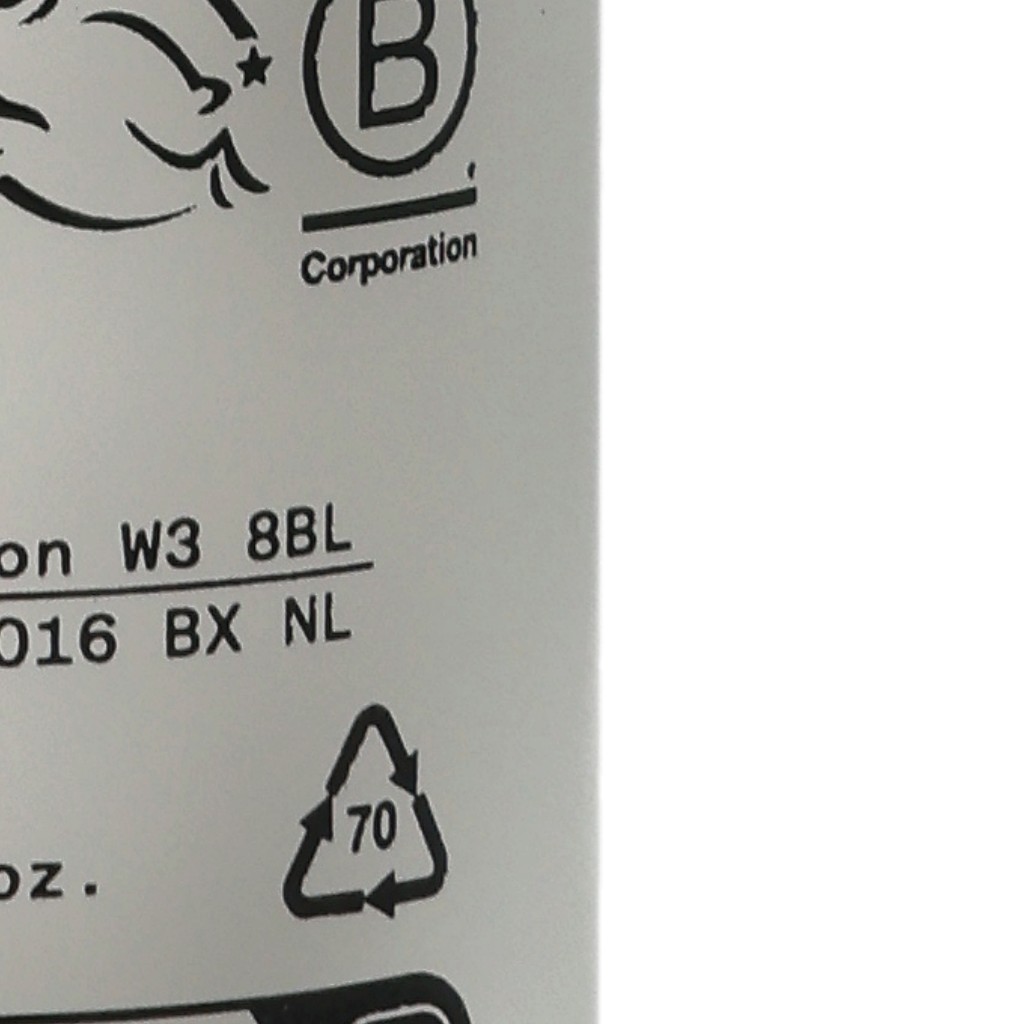 B
Corporation
on W3 8BL
016 BX NL
70
oz.